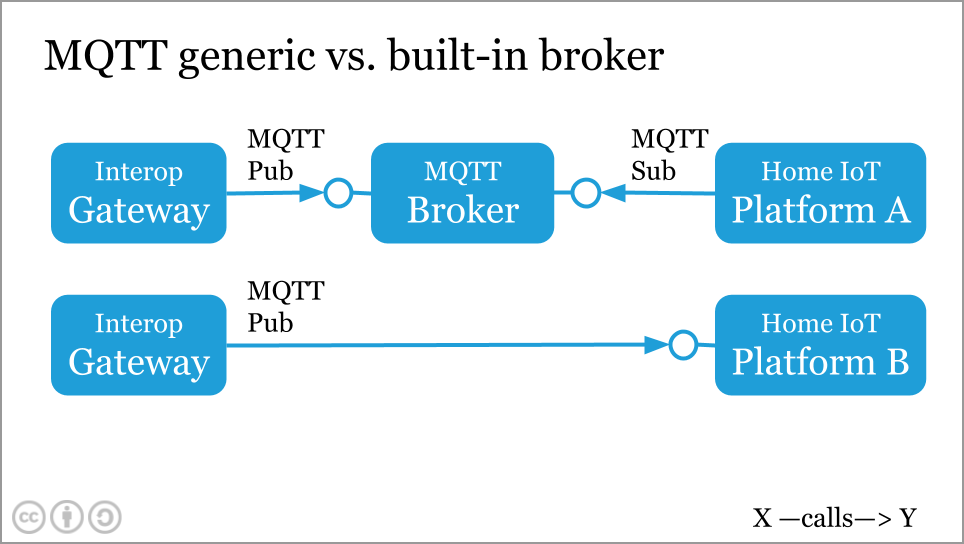 MQTT generic vs. built-in broker
MQTT
Pub
MQTT
Sub
Interop
Gateway
MQTT
Broker
Home IoT
Platform A
MQTT
Pub
Interop
Gateway
Home IoT
Platform B
cc
X —calls—> Y